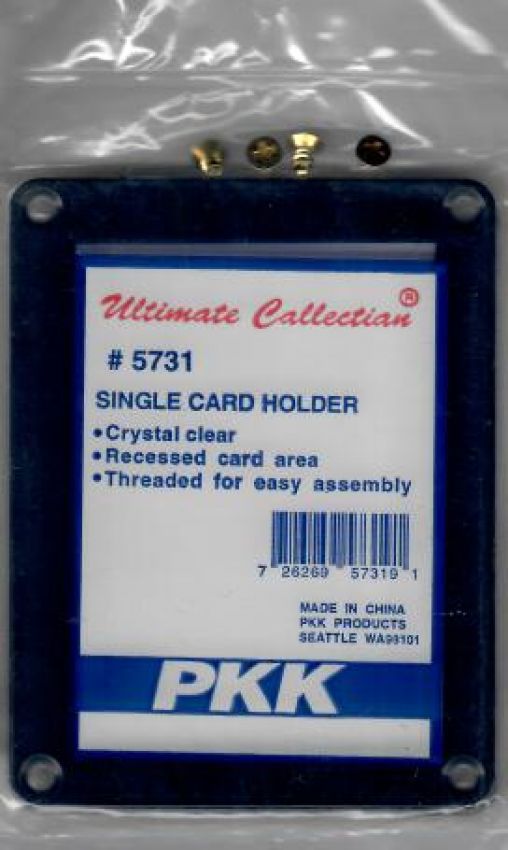 Ultimate Callectian®
# 5731
SINGLE CARD HOLDER
•Crystal clear
•Recessed card area
•Threaded for easy assembly
7 26269 57319 1
MADE IN CHINA
PKK PRODUCTS
SEATTLE WA98101
PKK